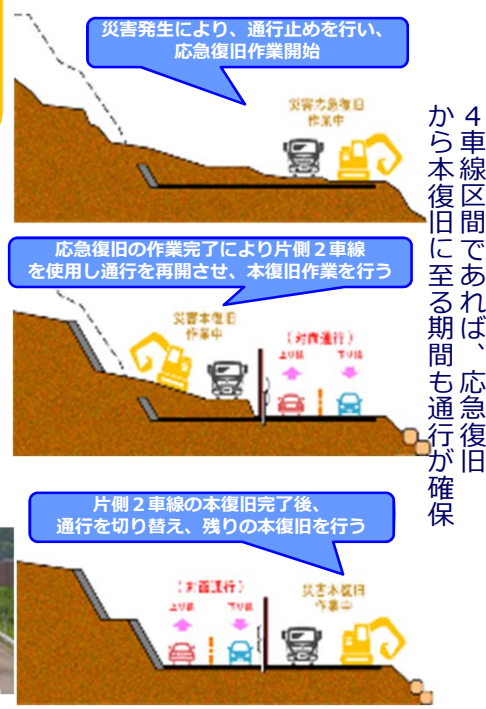 災害発生により、通行止めを行い、
応急復旧作業開始
災害応急復旧
作業中
4車線区間であれば、応急復旧
から本復旧に至る期間も通行が確保
応急復旧の作業完了により片側2車線
を使用し通行を再開させ、本復旧作業を行う
災害本復旧
作業中
(対面通行)
上り線 下り線
片側2車線の本復旧完了後、
通行を切り替え、残りの本復旧を行う
(対面通行)
上り線 下り線
災害本復旧
作業中